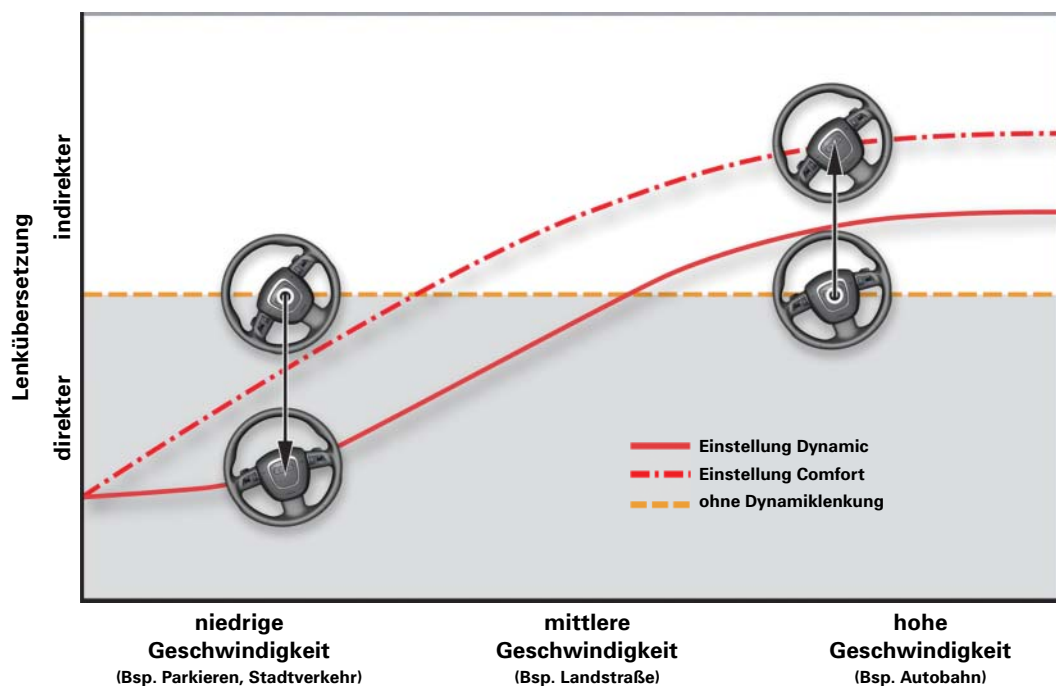 Lenkübersetzung
indirekter
direkter
Einstellung Dynamic
Einstellung Comfort
ohne Dynamiklenkung
niedrige
Geschwindigkeit
(Bsp. Parkieren, Stadtverkehr)
mittlere
Geschwindigkeit
(Bsp. Landstraße)
hohe
Geschwindigkeit
(Bsp. Autobahn)